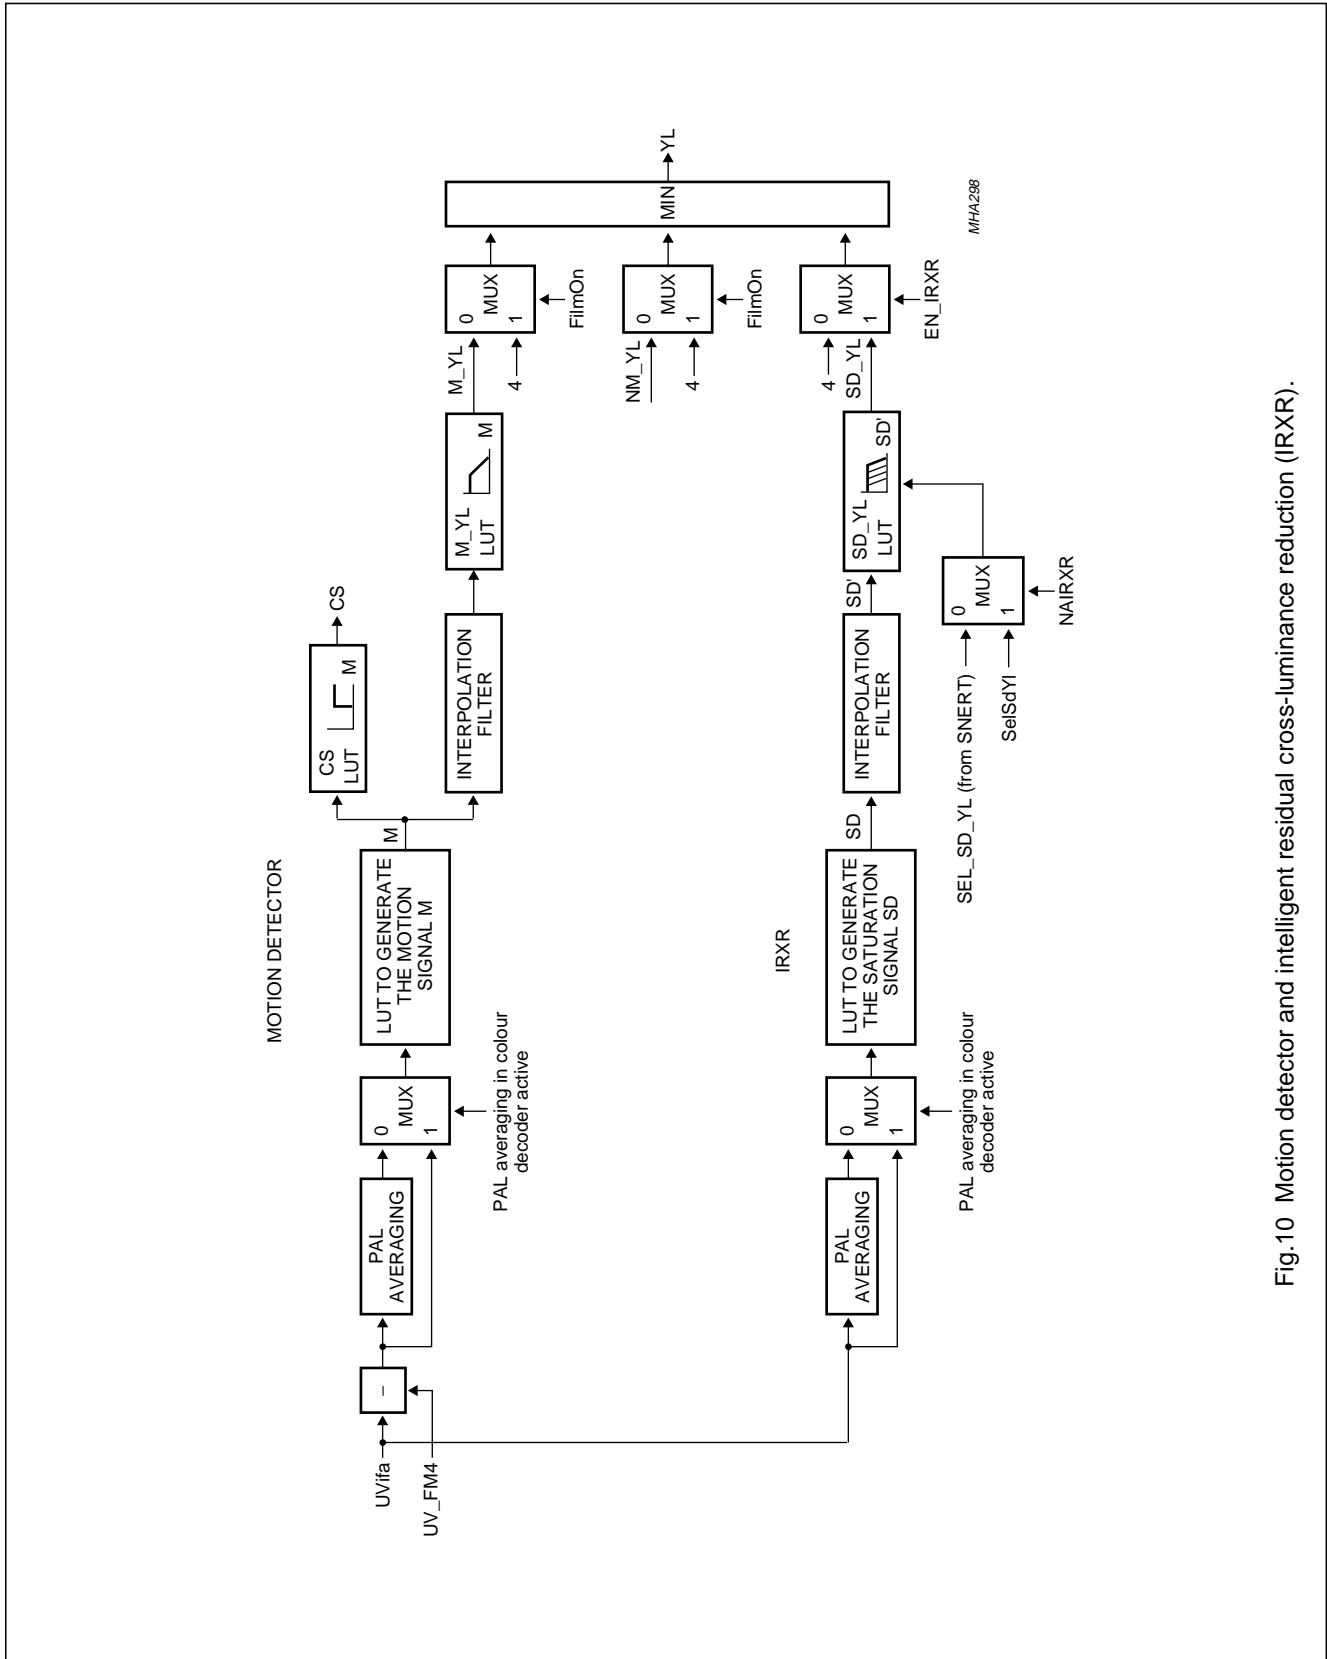 MOTION DETECTOR
UVifa
UV_FM4
–
PAL
AVERAGING
0
MUX
1
PAL averaging in colour
decoder active
LUT TO GENERATE
THE MOTION
SIGNAL M
M
CS
LUT
M
CS
INTERPOLATION
FILTER
M_YL
LUT
M
M_YL
4
0
MUX
1
FilmOn
NM_YL
4
0
MUX
1
FilmOn
MIN
YL
IRXR
PAL
AVERAGING
0
MUX
1
PAL averaging in colour
decoder active
LUT TO GENERATE
THE SATURATION
SIGNAL SD
SD
INTERPOLATION
FILTER
SD'
SD_YL
LUT
SD'
4
SD_YL
0
MUX
1
EN_IRXR
SEL_SD_YL (from SNERT)
SelSdYl
0
MUX
1
NAIRXR
MHA298
Fig.10 Motion detector and intelligent residual cross-luminance reduction (IRXR).